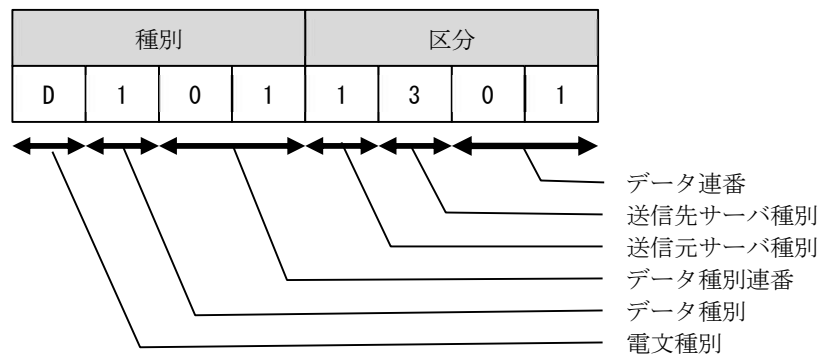 種別 区分
D 1 0 1 1 3 0 1
データ連番
送信先サーバ種別
送信元サーバ種別
データ種別連番
データ種別
電文種別